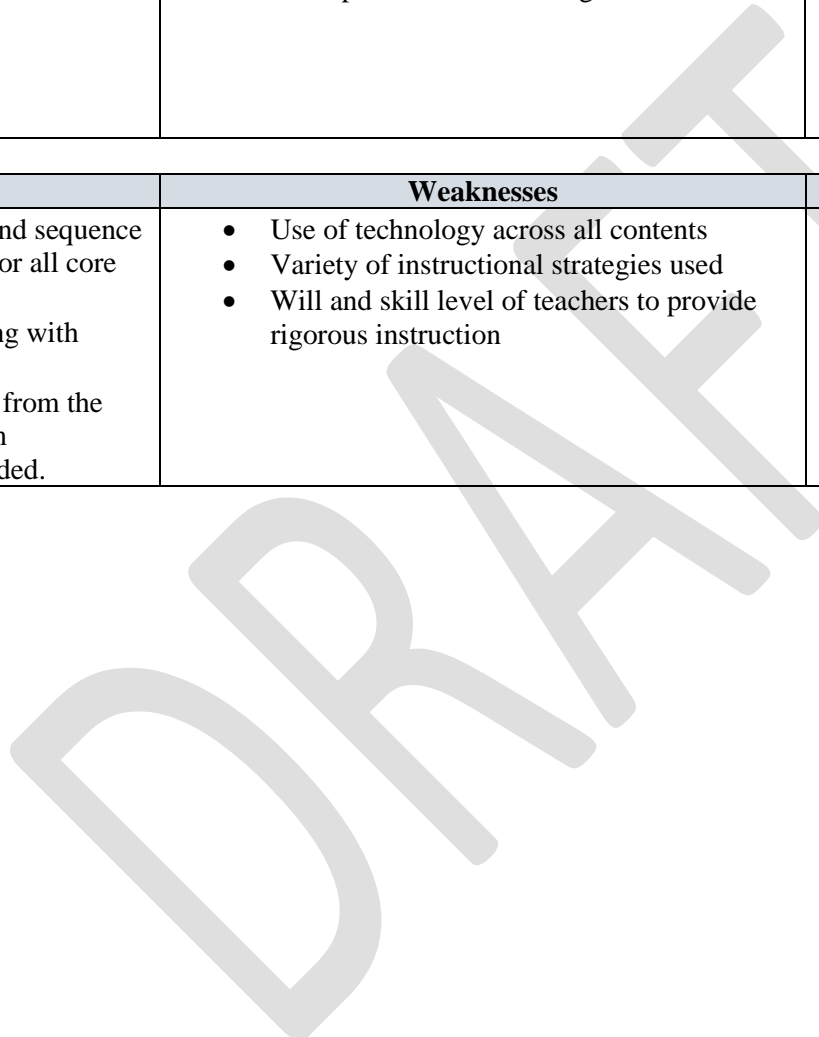 Weaknesses
nd sequence
or all core
ng with
from the
n
ded.
• Use of technology across all contents
• Variety of instructional strategies used
• Will and skill level of teachers to provide
rigorous instruction
DRAFT